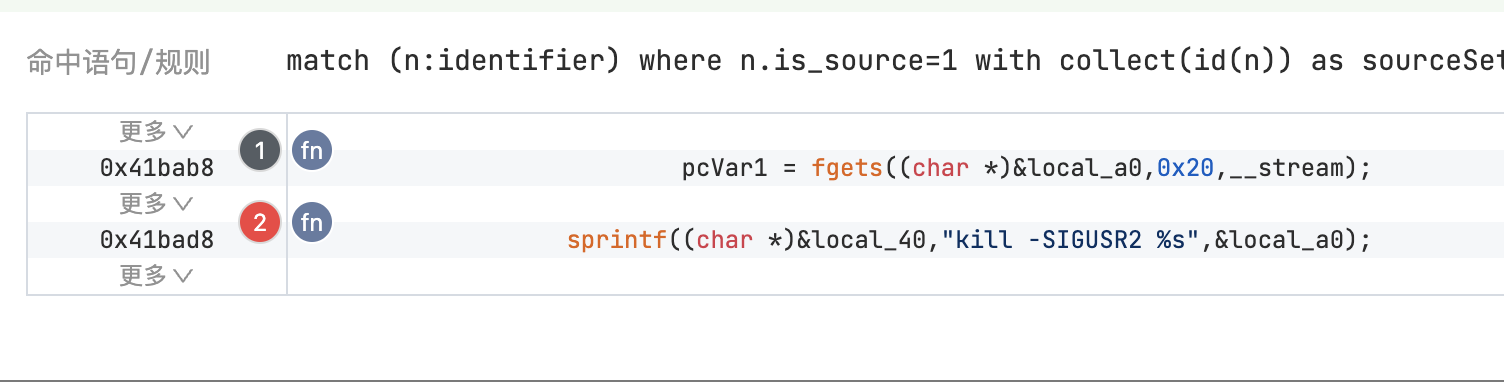 命中语句/规则 match (n:identifier) where n.is_source=1 with collect(id(n)) as sourceSet
更多
1 fn
0x41bab8 pcVar1 = fgets((char *)&local_a0,0x20,__stream);
更多
2 fn
0x41bad8 sprintf((char *)&local_40,"kill -SIGUSR2 %s",&local_a0);
更多